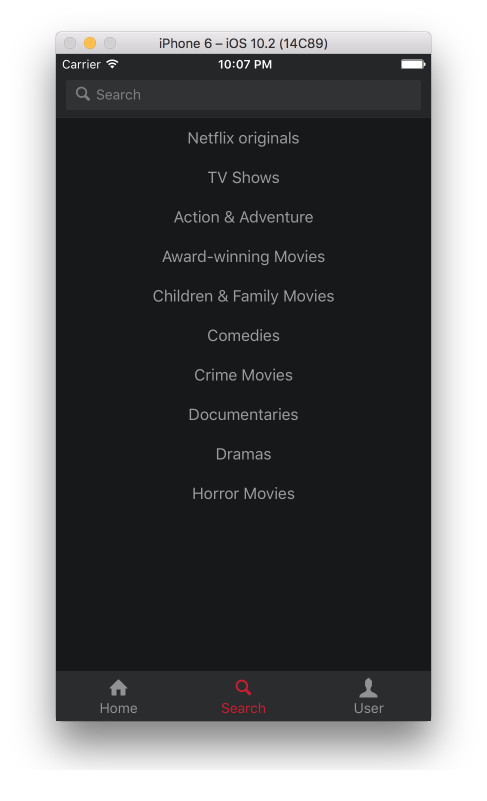 iPhone 6 – iOS 10.2 (14C89)
Carrier 10:07 PM
Search
Netflix originals
TV Shows
Action & Adventure
Award-winning Movies
Children & Family Movies
Comedies
Crime Movies
Documentaries
Dramas
Horror Movies
Home Search User